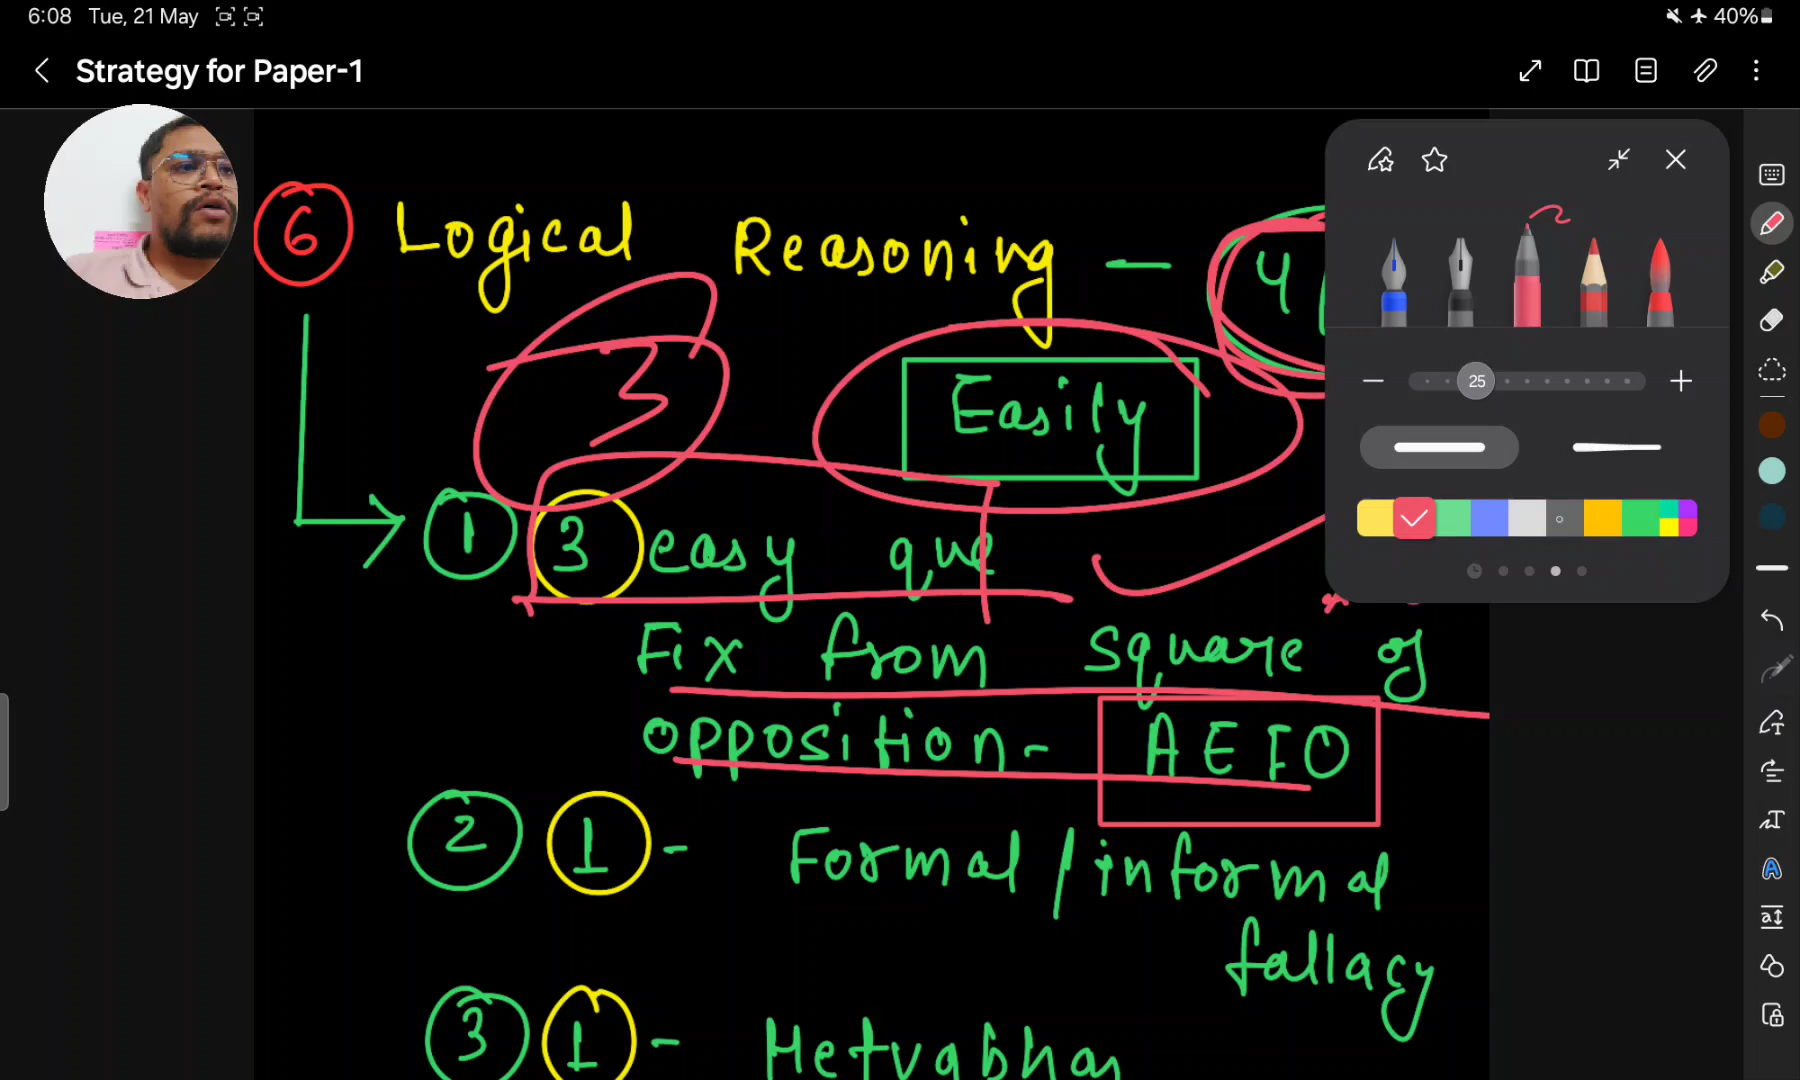 6:08 Tue, 21 May 40%
Strategy for Paper-1
6 Logical Reasoning - 4
3
Easily
25
1 3 easy que
Fix from square of
opposition- AEIO
2 1 - Formal/informal
fallacy
3 1 - Hetvabhas